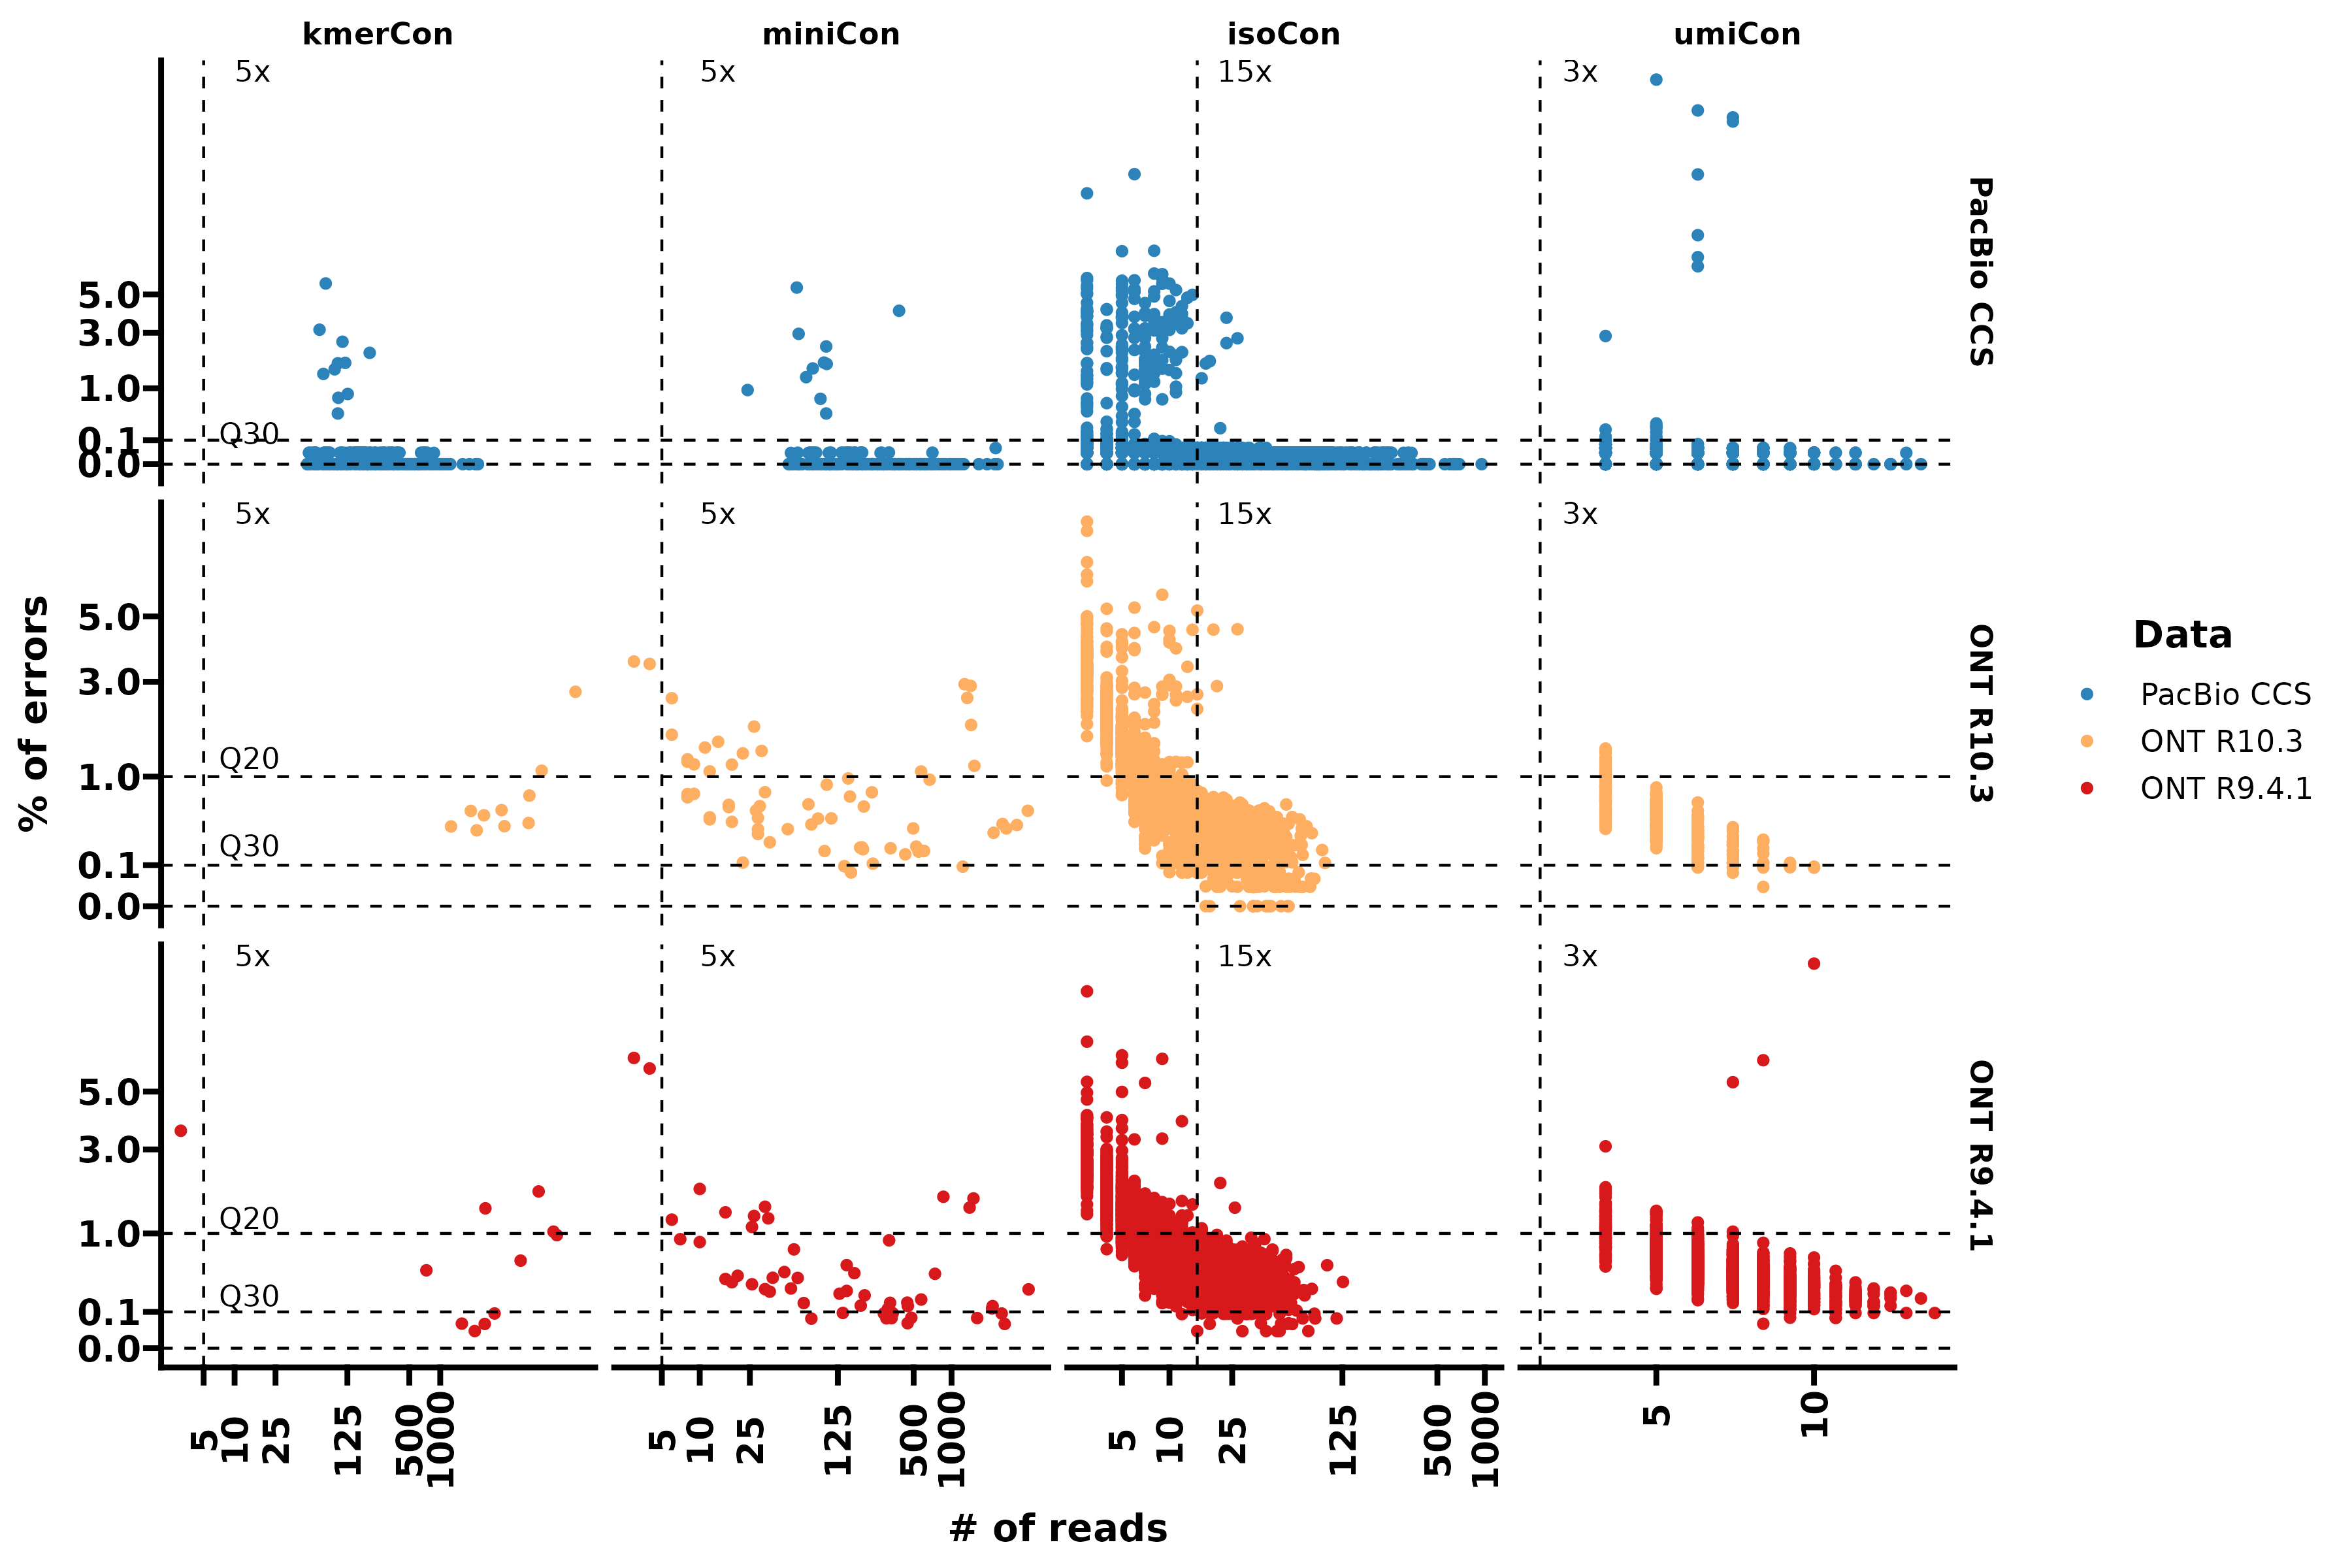 kmerCon miniCon isoCon umiCon
5x 5x 15x 3x
5.0
3.0
1.0
0.1
0.0
Q30
PacBio CCS
5x 5x 15x 3x
5.0
3.0
1.0
0.1
0.0
Q20
Q30
ONT R10.3
5x 5x 15x 3x
5.0
3.0
1.0
0.1
0.0
Q20
Q30
ONT R9.4.1
% of errors
5 10 25 125 500 1000
5 10 25 125 500 1000
5 10 25 125 500 1000
5 10
# of reads
Data
PacBio CCS
ONT R10.3
ONT R9.4.1